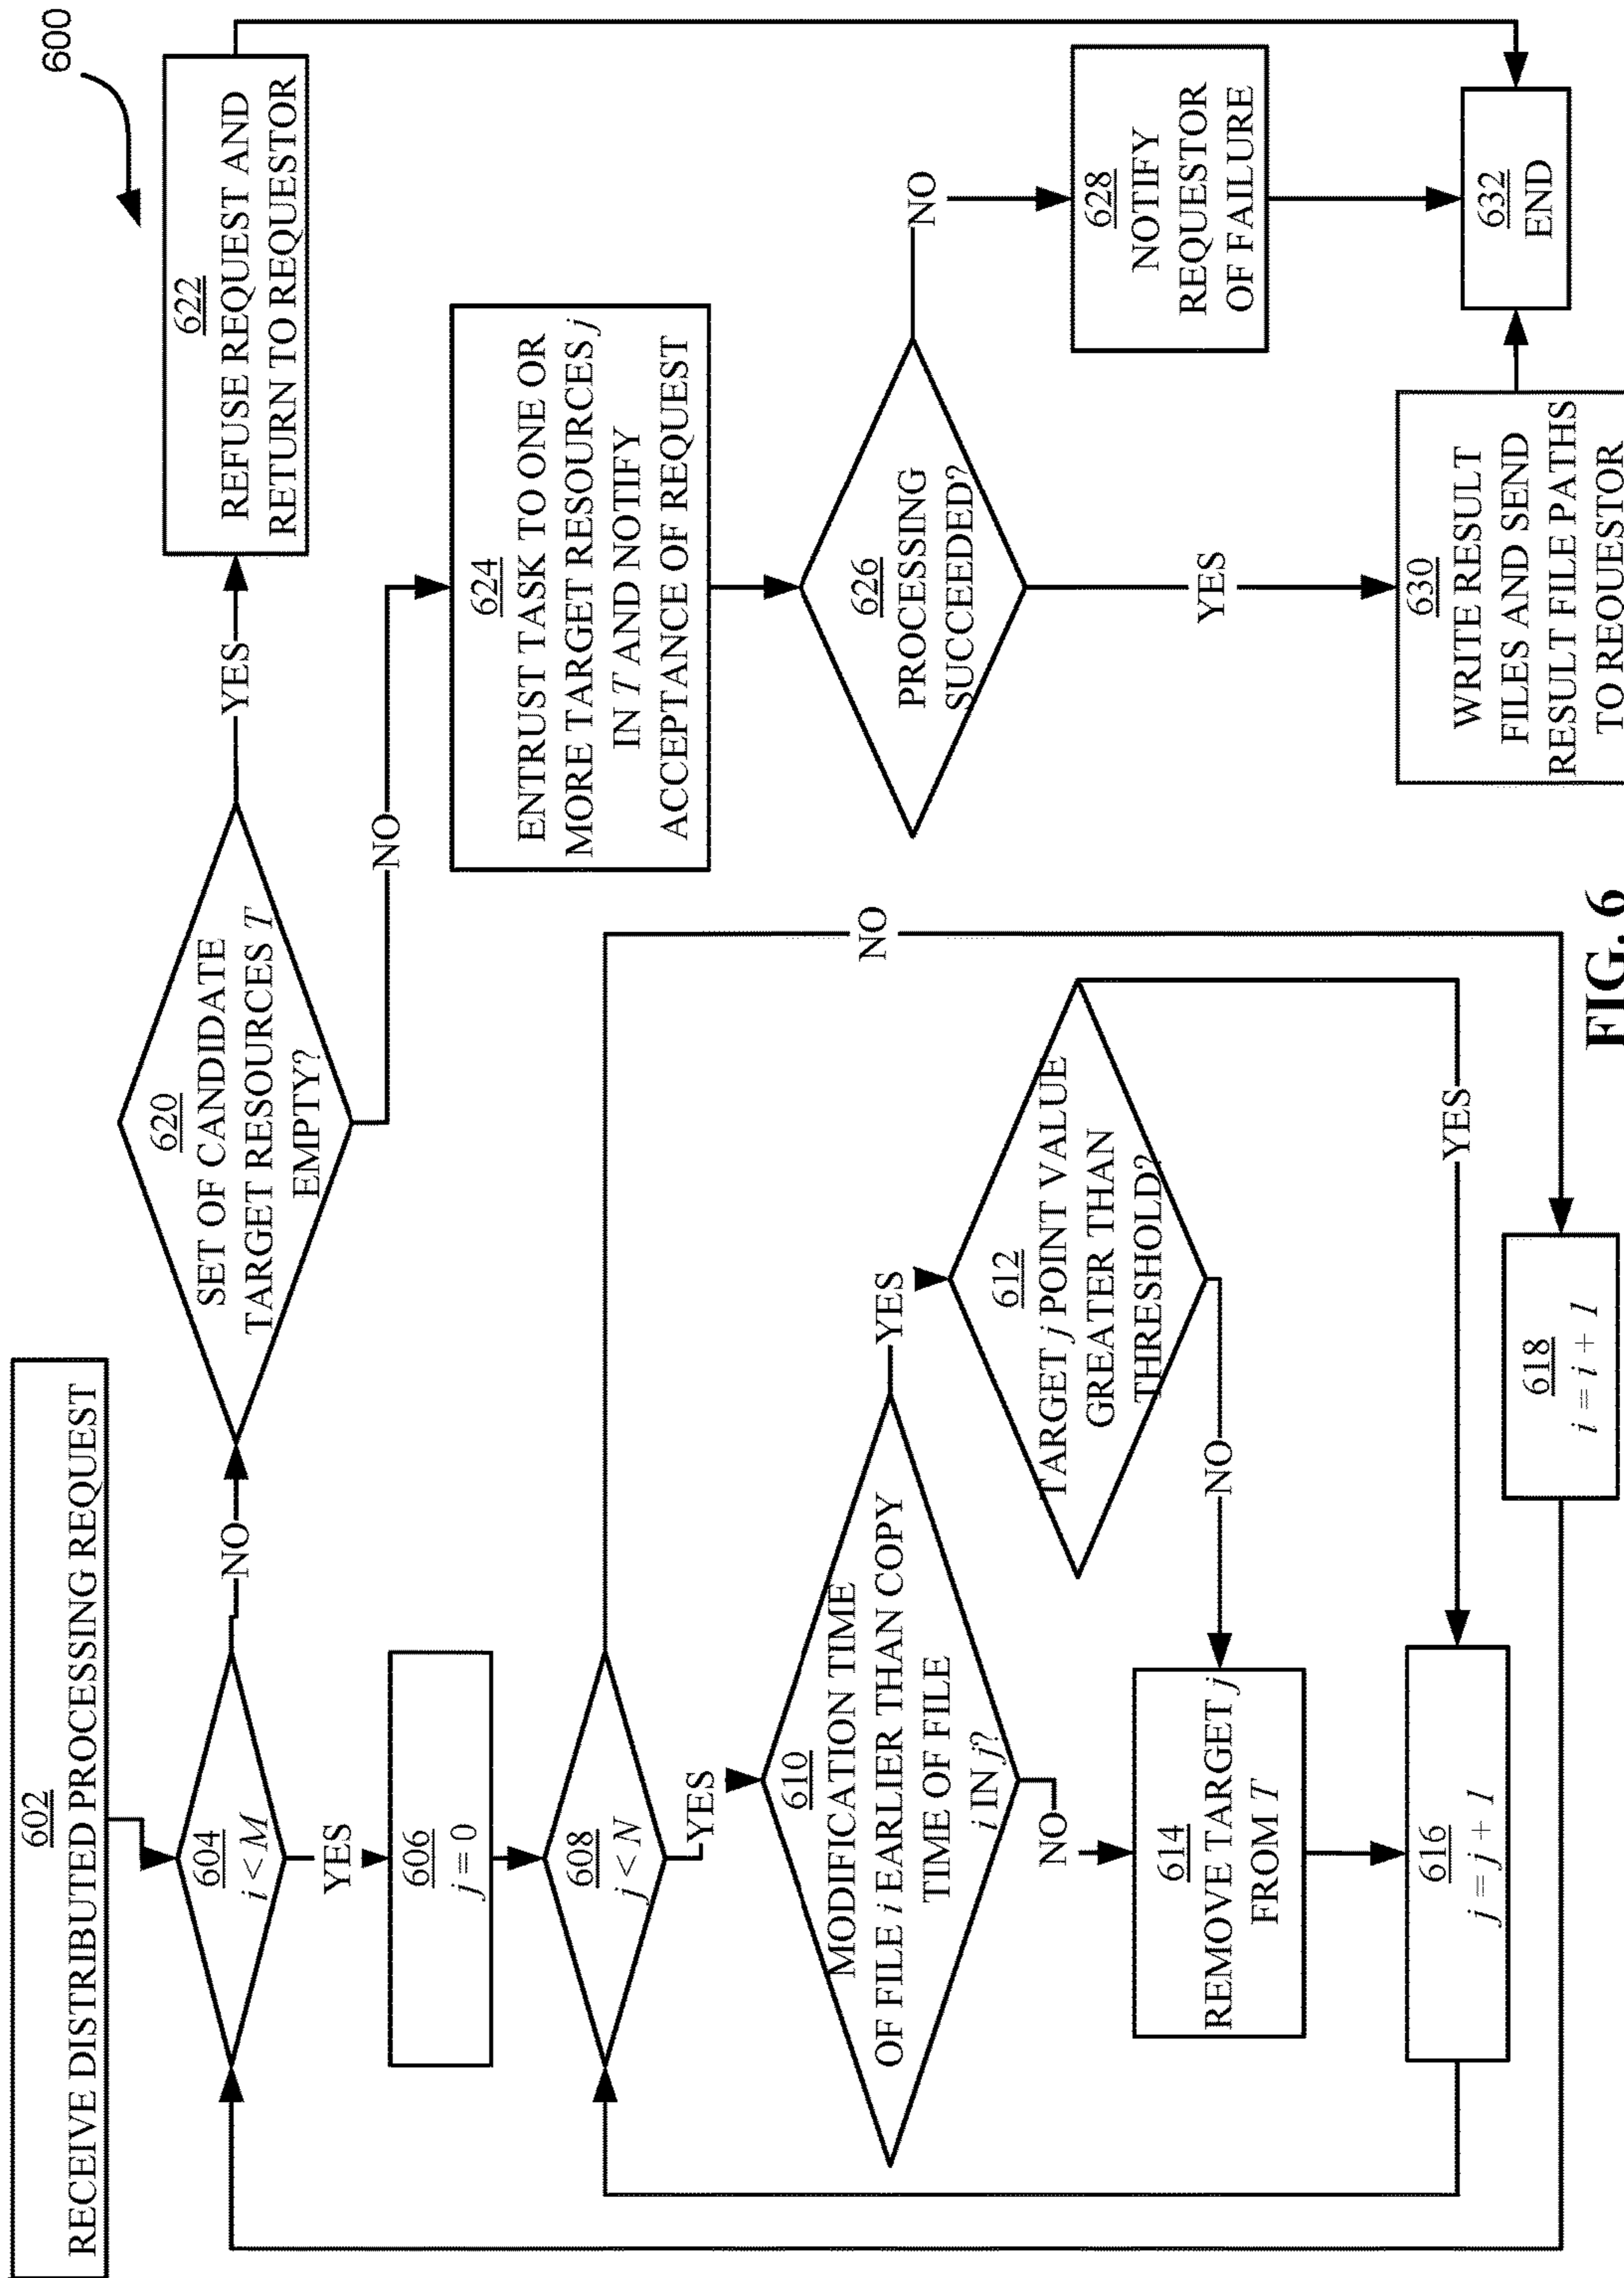 600
602
RECEIVE DISTRIBUTED PROCESSING REQUEST
604
i < M
NO
YES
606
j = 0
608
j < N
NO
YES
610
MODIFICATION TIME
OF FILE i EARLIER THAN COPY
TIME OF FILE
i IN j?
YES
NO
612
TARGET j POINT VALUE
GREATER THAN
THRESHOLD?
NO
YES
614
REMOVE TARGET j
FROM T
616
j = j + 1
618
i = i + 1
620
SET OF CANDIDATE
TARGET RESOURCES T
EMPTY?
YES
NO
622
REFUSE REQUEST AND
RETURN TO REQUESTOR
624
ENTRUST TASK TO ONE OR
MORE TARGET RESOURCES j
IN T AND NOTIFY
ACCEPTANCE OF REQUEST
626
PROCESSING
SUCCEEDED?
NO
YES
628
NOTIFY
REQUESTOR
OF FAILURE
630
WRITE RESULT
FILES AND SEND
RESULT FILE PATHS
TO REQUESTOR
632
END
FIG. 6